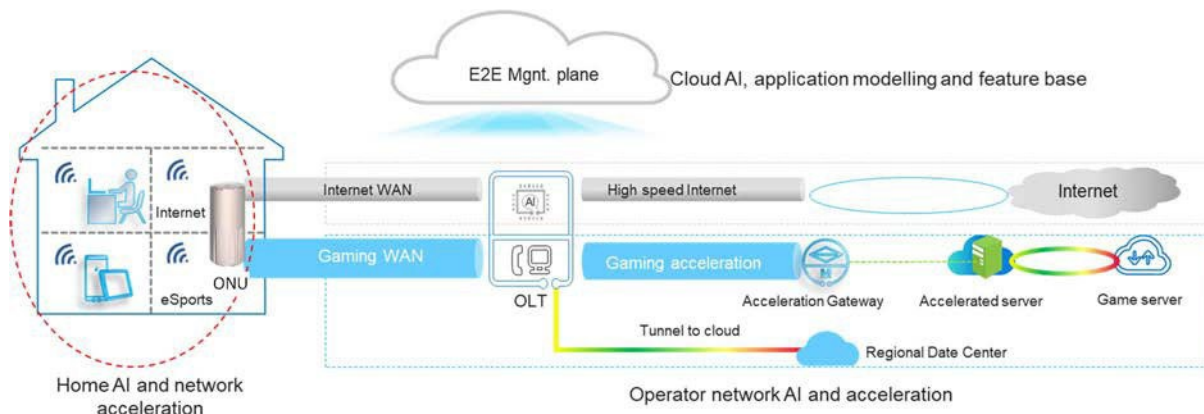 E2E Mgnt. plane
Cloud AI, application modelling and feature base
Internet WAN
AI
High speed Internet
Internet
Internet
Gaming WAN
Gaming acceleration
eSports
ONU
OLT
Acceleration Gateway
Accelerated server
Game server
Tunnel to cloud
Regional Date Center
Home AI and network
acceleration
Operator network AI and acceleration